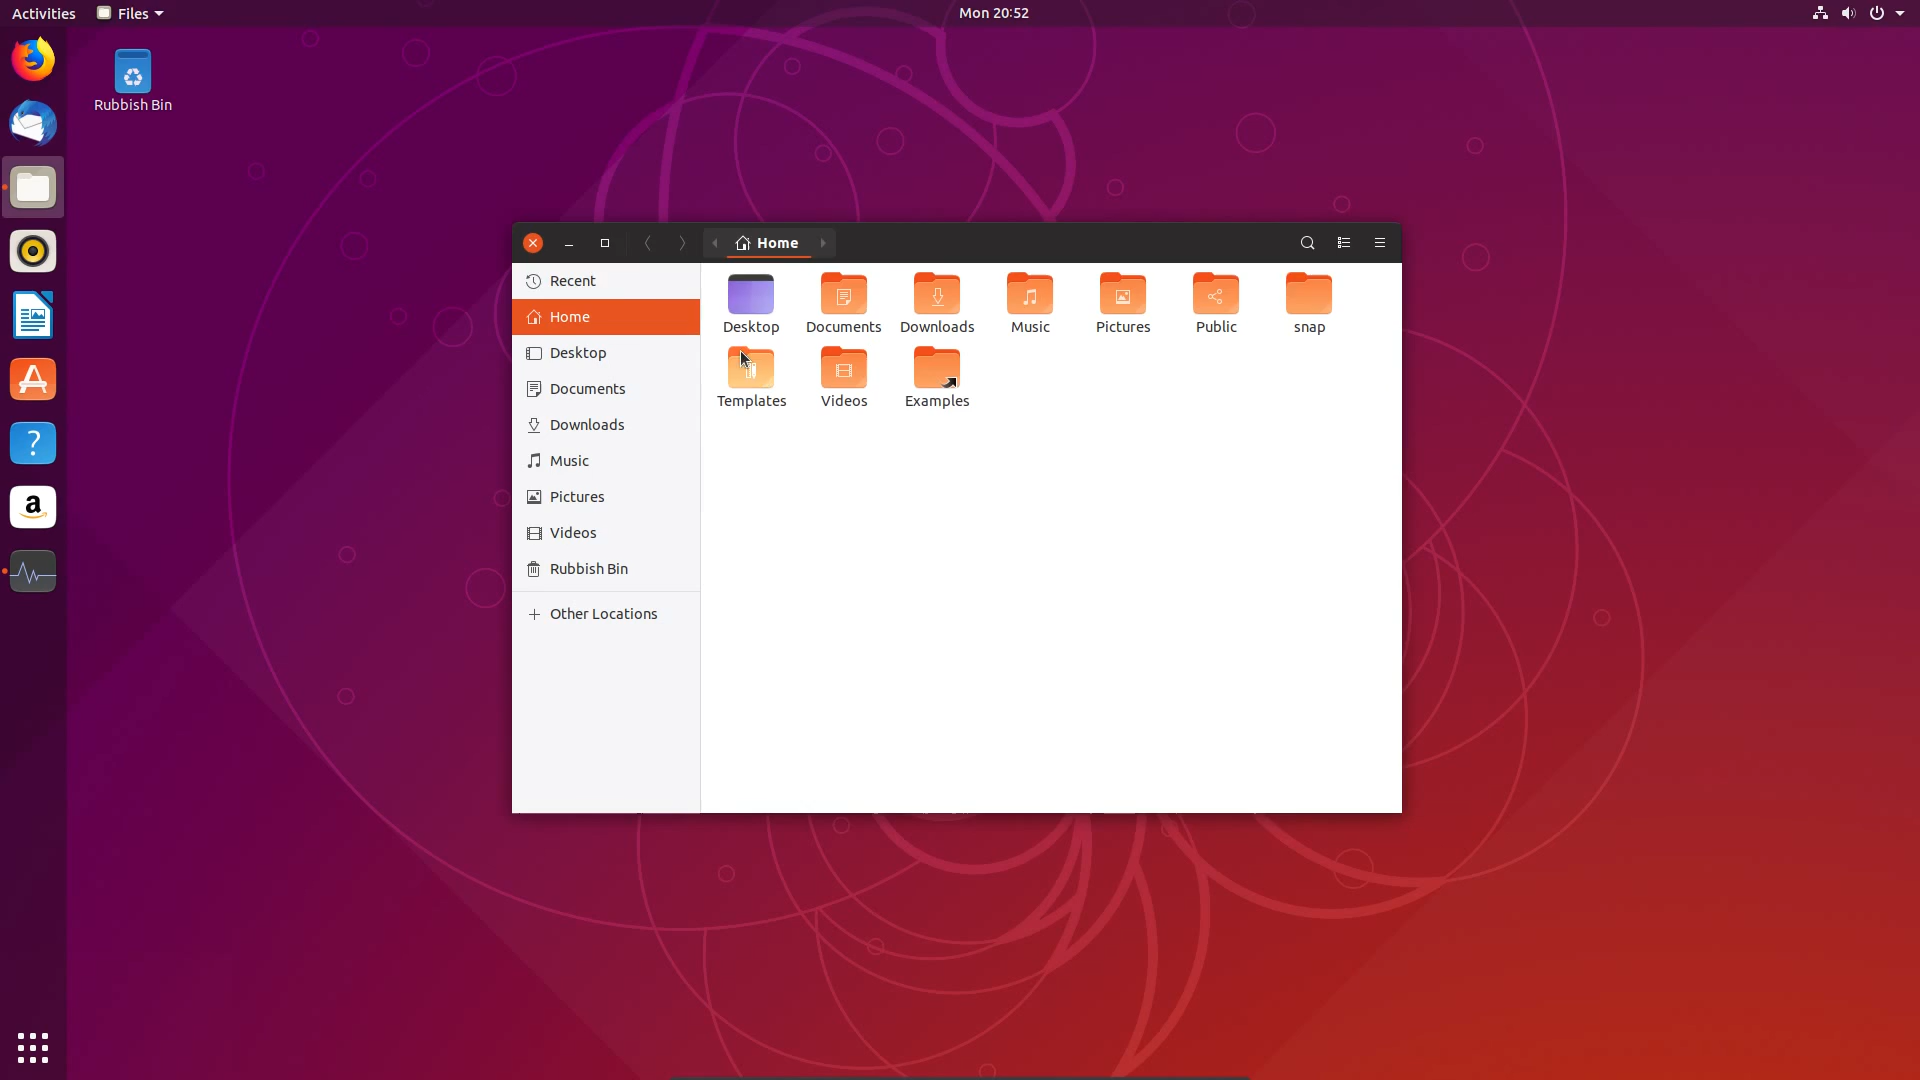 Activities Files Mon 20:52
Rubbish Bin
Home
Recent
Home
Desktop
Documents
Downloads
Music
Pictures
Videos
Rubbish Bin
Other Locations
Desktop Documents Downloads Music Pictures Public snap
Templates Videos Examples